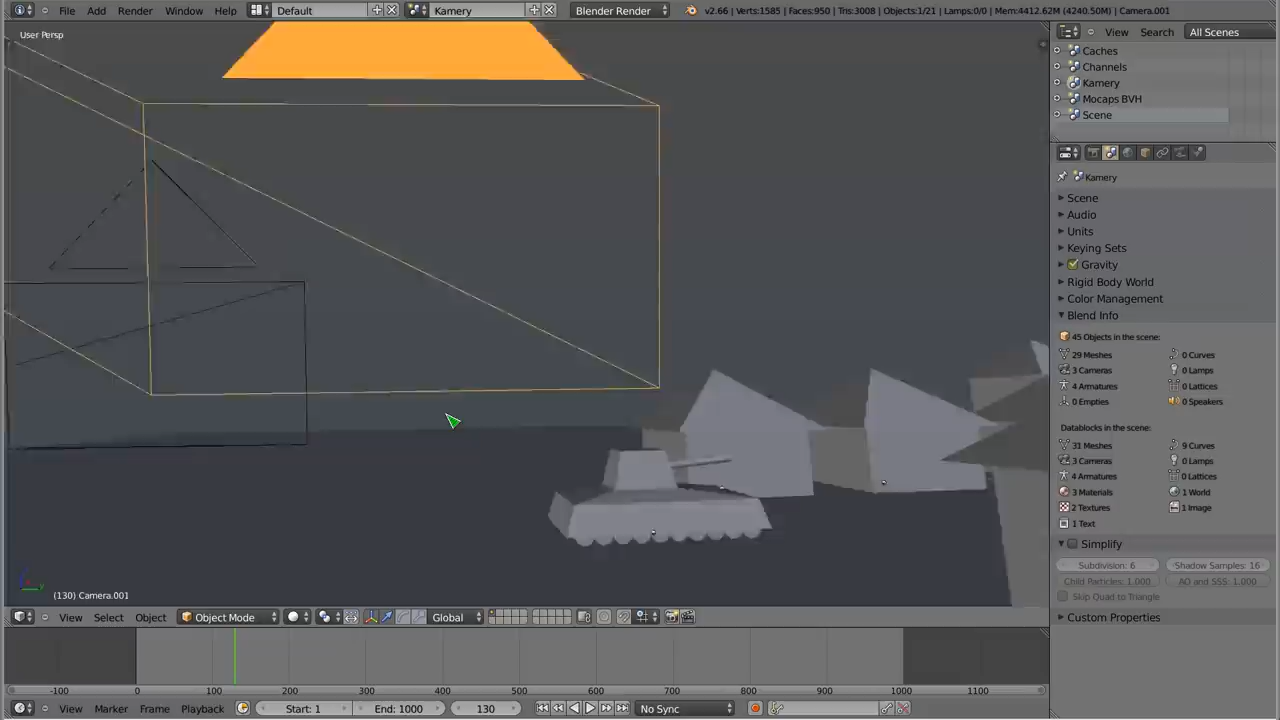 File Add Render Window Help Default Kamery Blender Render v2.66 | Verts:1585 | Faces:950 | Tris:3008 | Objects:1/21 | Lamps:0/0 | Mem:4412.62M (4240.50M) | Camera.001
User Persp
View Search All Scenes
Caches
Channels
Kamery
Mocaps BVH
Scene
Kamery
Scene
Audio
Units
Keying Sets
Gravity
Rigid Body World
Color Management
Blend Info
45 Objects in the scene:
29 Meshes 0 Curves
3 Cameras 0 Lamps
4 Armatures 0 Lattices
0 Empties 0 Speakers
Datablocks in the scene:
31 Meshes 9 Curves
3 Cameras 0 Lamps
4 Armatures 0 Lattices
3 Materials 1 World
2 Textures 1 Image
1 Text
Simplify
Subdivision: 6 Shadow Samples: 16
Child Particles: 1.000 AO and SSS: 1.000
Skip Quad to Triangle
Custom Properties
(130) Camera.001
View Select Object Object Mode Global
-100 0 100 200 300 400 500 600 700 800 900 1000 1100
View Marker Frame Playback Start: 1 End: 1000 130 No Sync